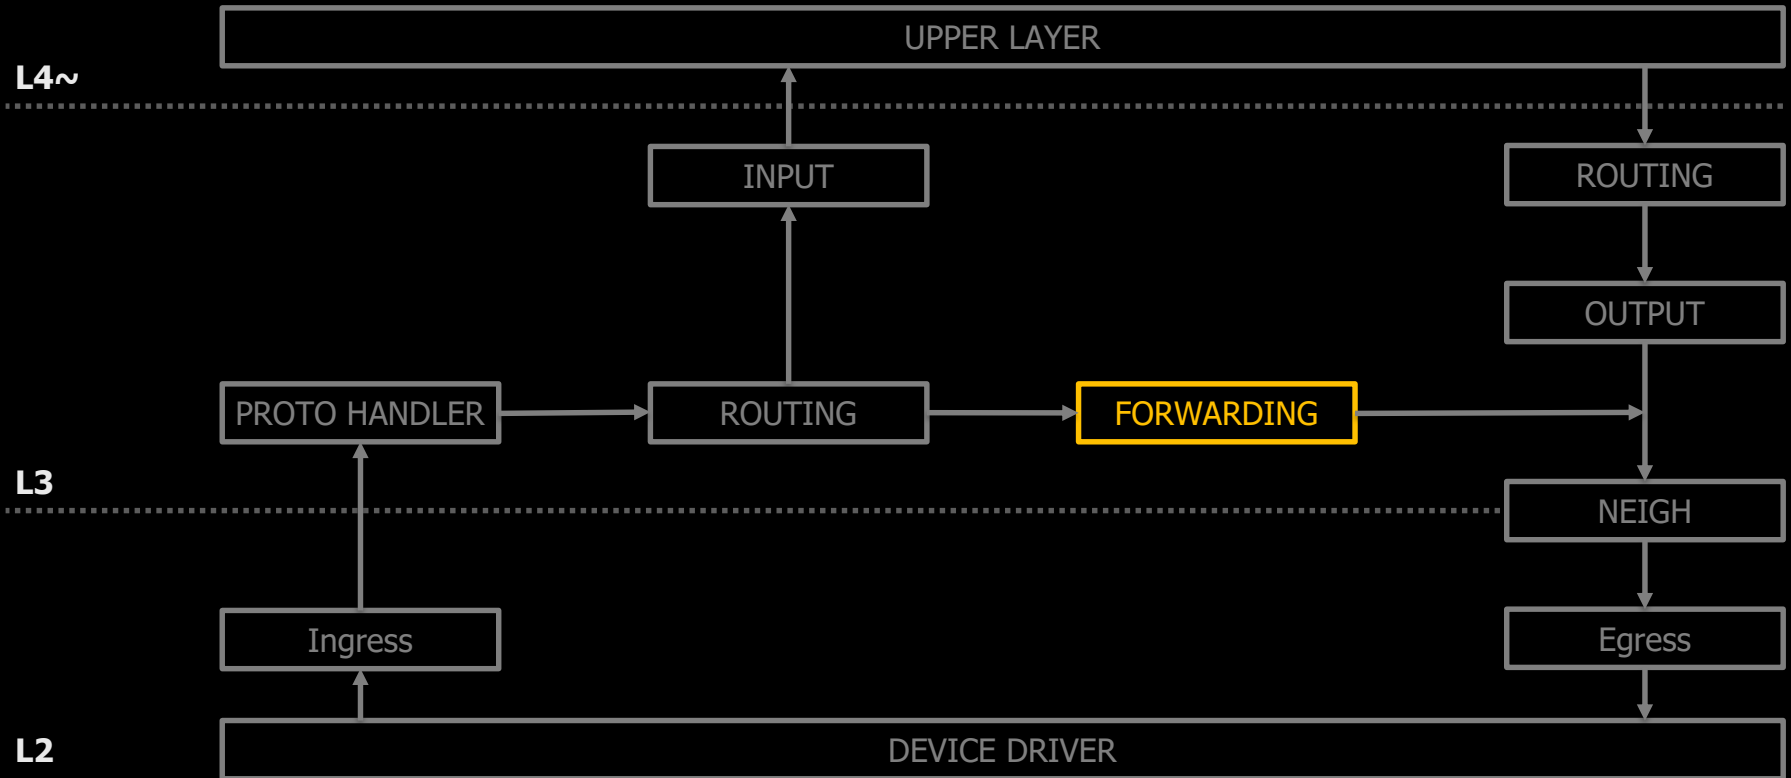 UPPER LAYER
L4~
INPUT
ROUTING
OUTPUT
PROTO HANDLER
ROUTING
FORWARDING
L3
NEIGH
Ingress
Egress
L2
DEVICE DRIVER